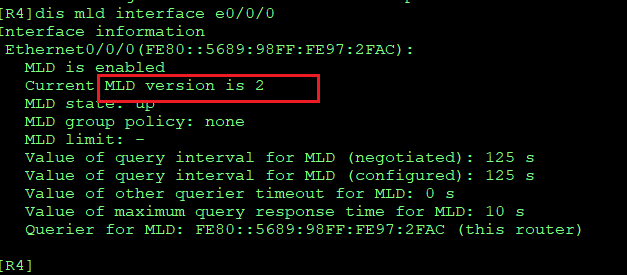 [R4]dis mld interface e0/0/0
Interface information
Ethernet0/0/0(FE80::5689:98FF:FE97:2FAC):
MLD is enabled
Current MLD version is 2
MLD state: up
MLD group policy: none
MLD limit: -
Value of query interval for MLD (negotiated): 125 s
Value of query interval for MLD (configured): 125 s
Value of other querier timeout for MLD: 0 s
Value of maximum query response time for MLD: 10 s
Querier for MLD: FE80::5689:98FF:FE97:2FAC (this router)
[R4]